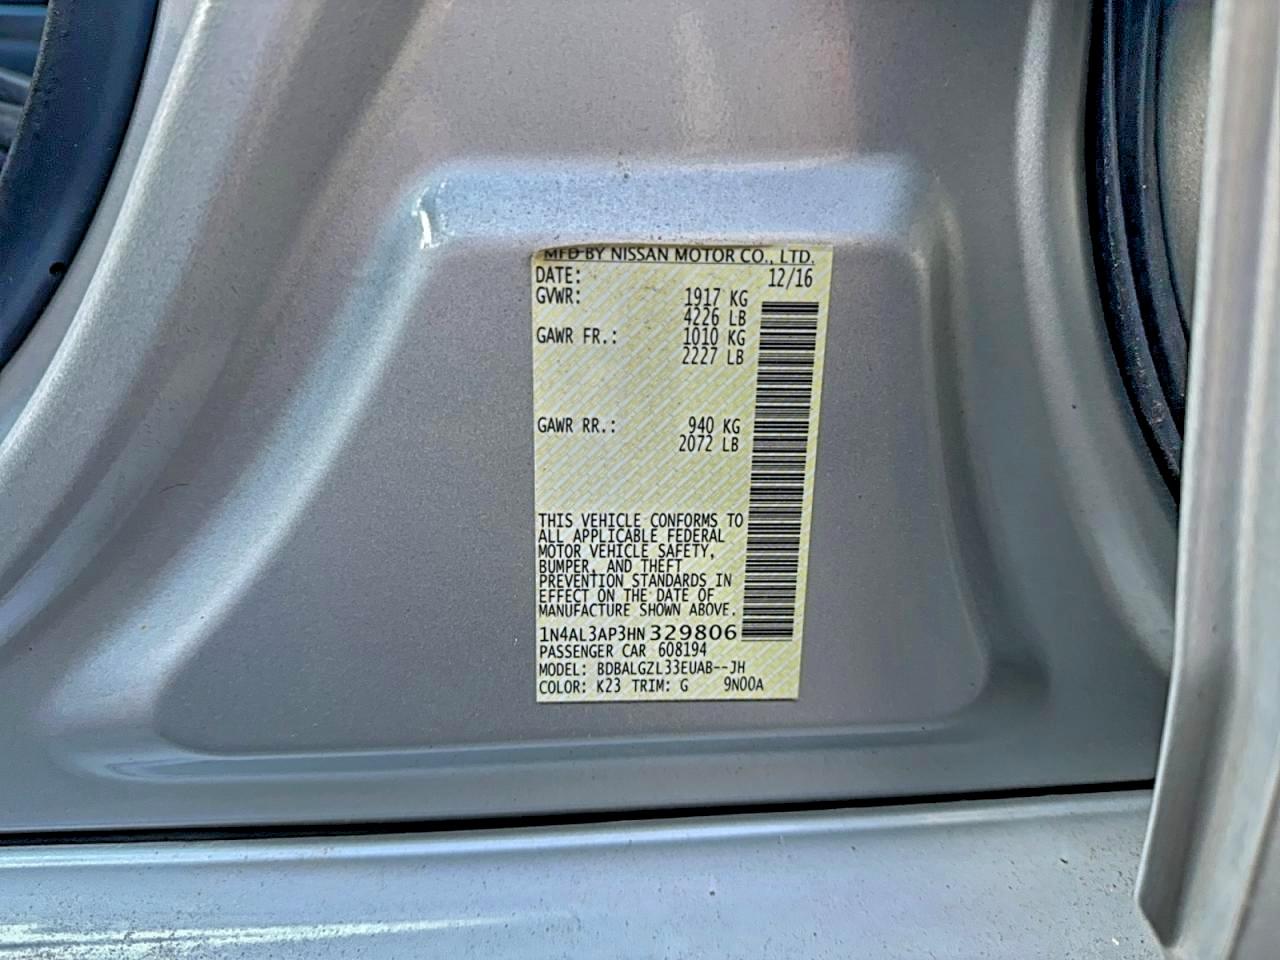 MFD BY NISSAN MOTOR CO., LTD.
DATE: 12/16
GVWR: 1917 KG
4226 LB
GAWR FR.: 1010 KG
2227 LB
GAWR RR.: 940 KG
2072 LB
THIS VEHICLE CONFORMS TO
ALL APPLICABLE FEDERAL
MOTOR VEHICLE SAFETY,
BUMPER, AND THEFT
PREVENTION STANDARDS IN
EFFECT ON THE DATE OF
MANUFACTURE SHOWN ABOVE.
1N4AL3AP3HN329806
PASSENGER CAR 608194
MODEL: BDBALGZL33EUAB--JH
COLOR: K23 TRIM: G 9N00A